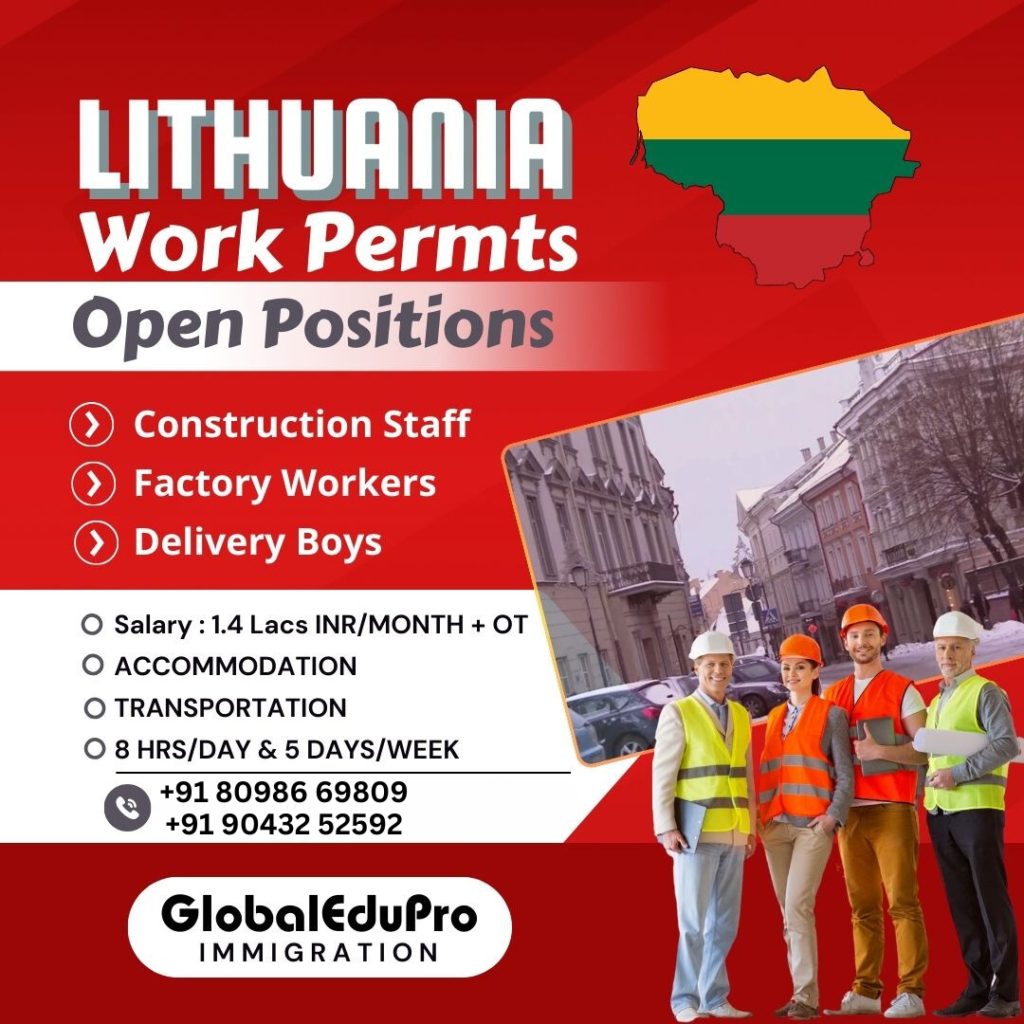 LITHUANIA
Work Permts
Open Positions
Construction Staff
Factory Workers
Delivery Boys
Salary : 1.4 Lacs INR/MONTH + OT
ACCOMMODATION
TRANSPORTATION
8 HRS/DAY & 5 DAYS/WEEK
+91 80986 69809
+91 90432 52592
GlobalEduPro
IMMIGRATION